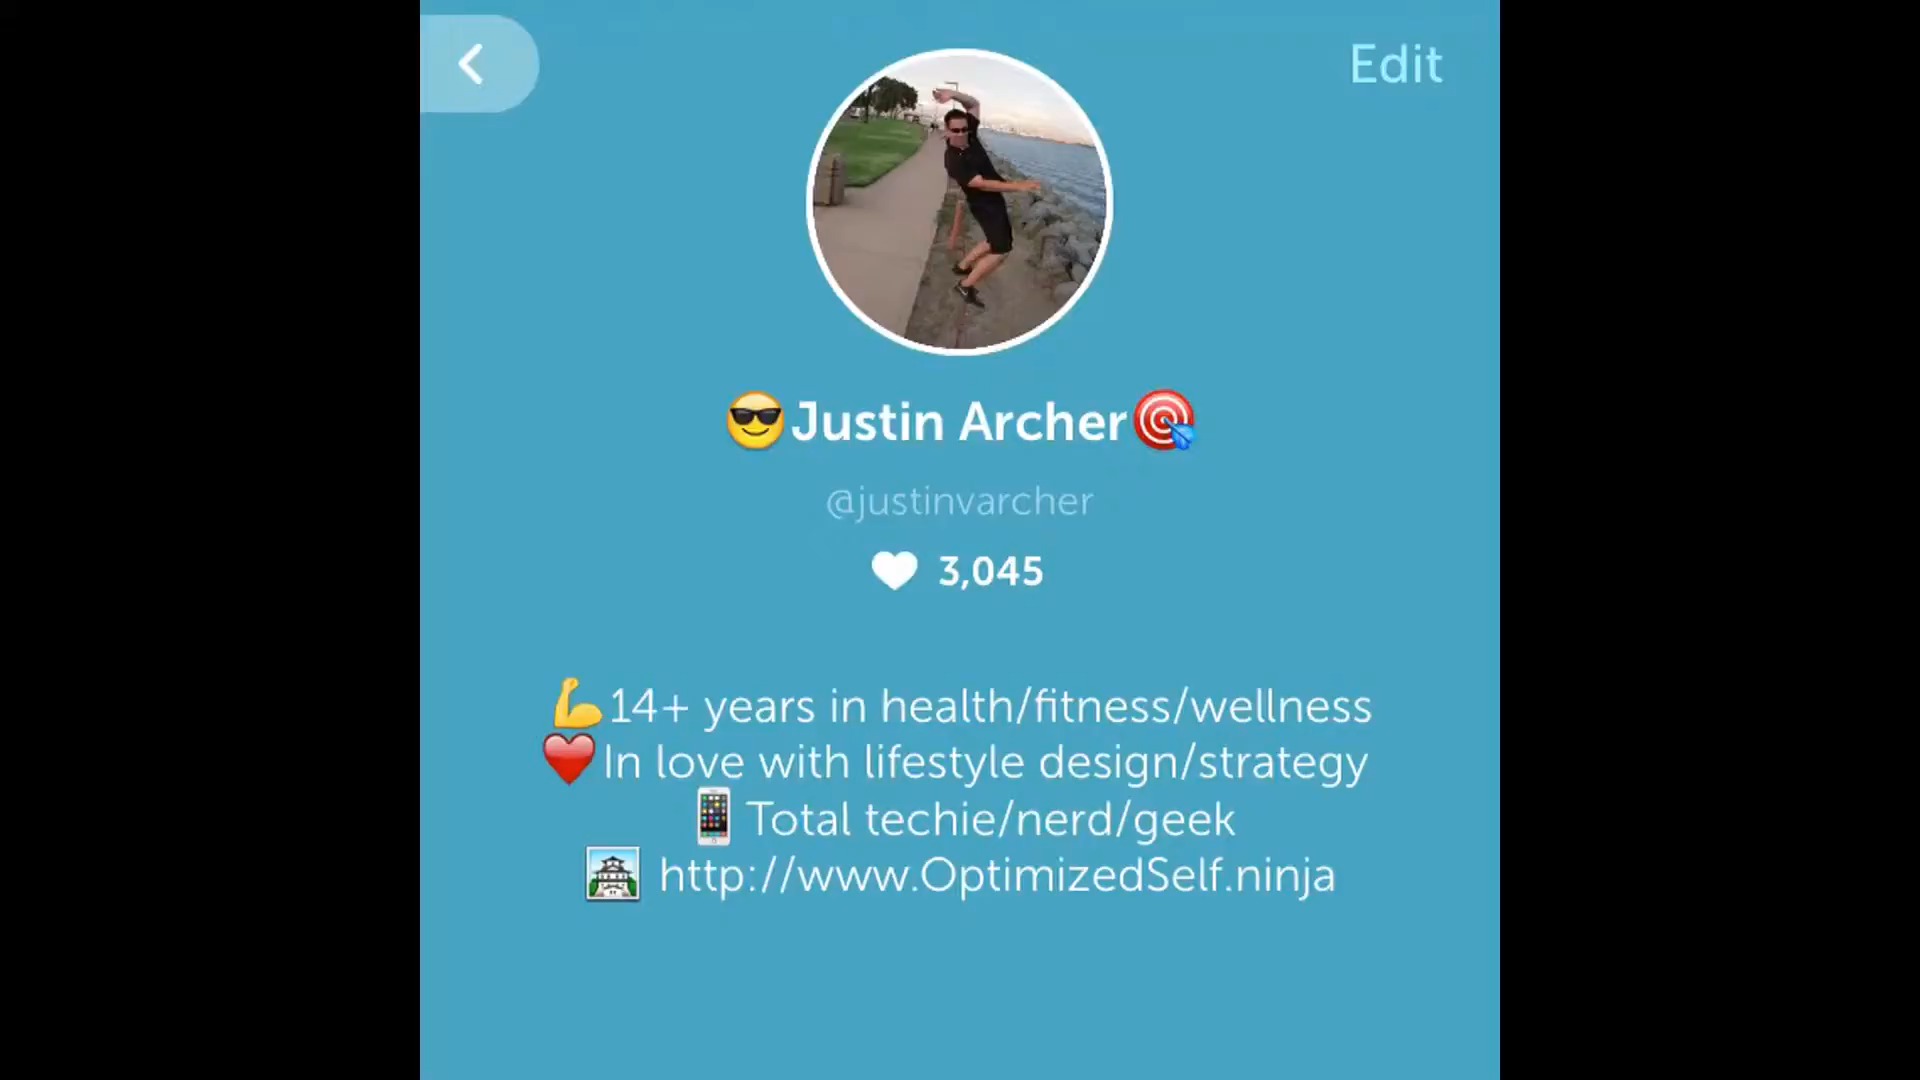 Edit
😎Justin Archer🎯
@justinvarcher
3,045
💪14+ years in health/fitness/wellness
❤️In love with lifestyle design/strategy
📱Total techie/nerd/geek
🏯 http://www.OptimizedSelf.ninja